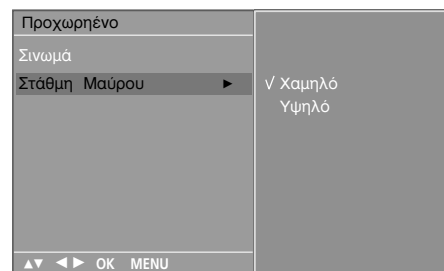 Προχωρηένο
Σινωμά
Στάθμη Μαύρου ►
√ Χαμηλό
Υψηλό
▲▼ ◄► OK MENU